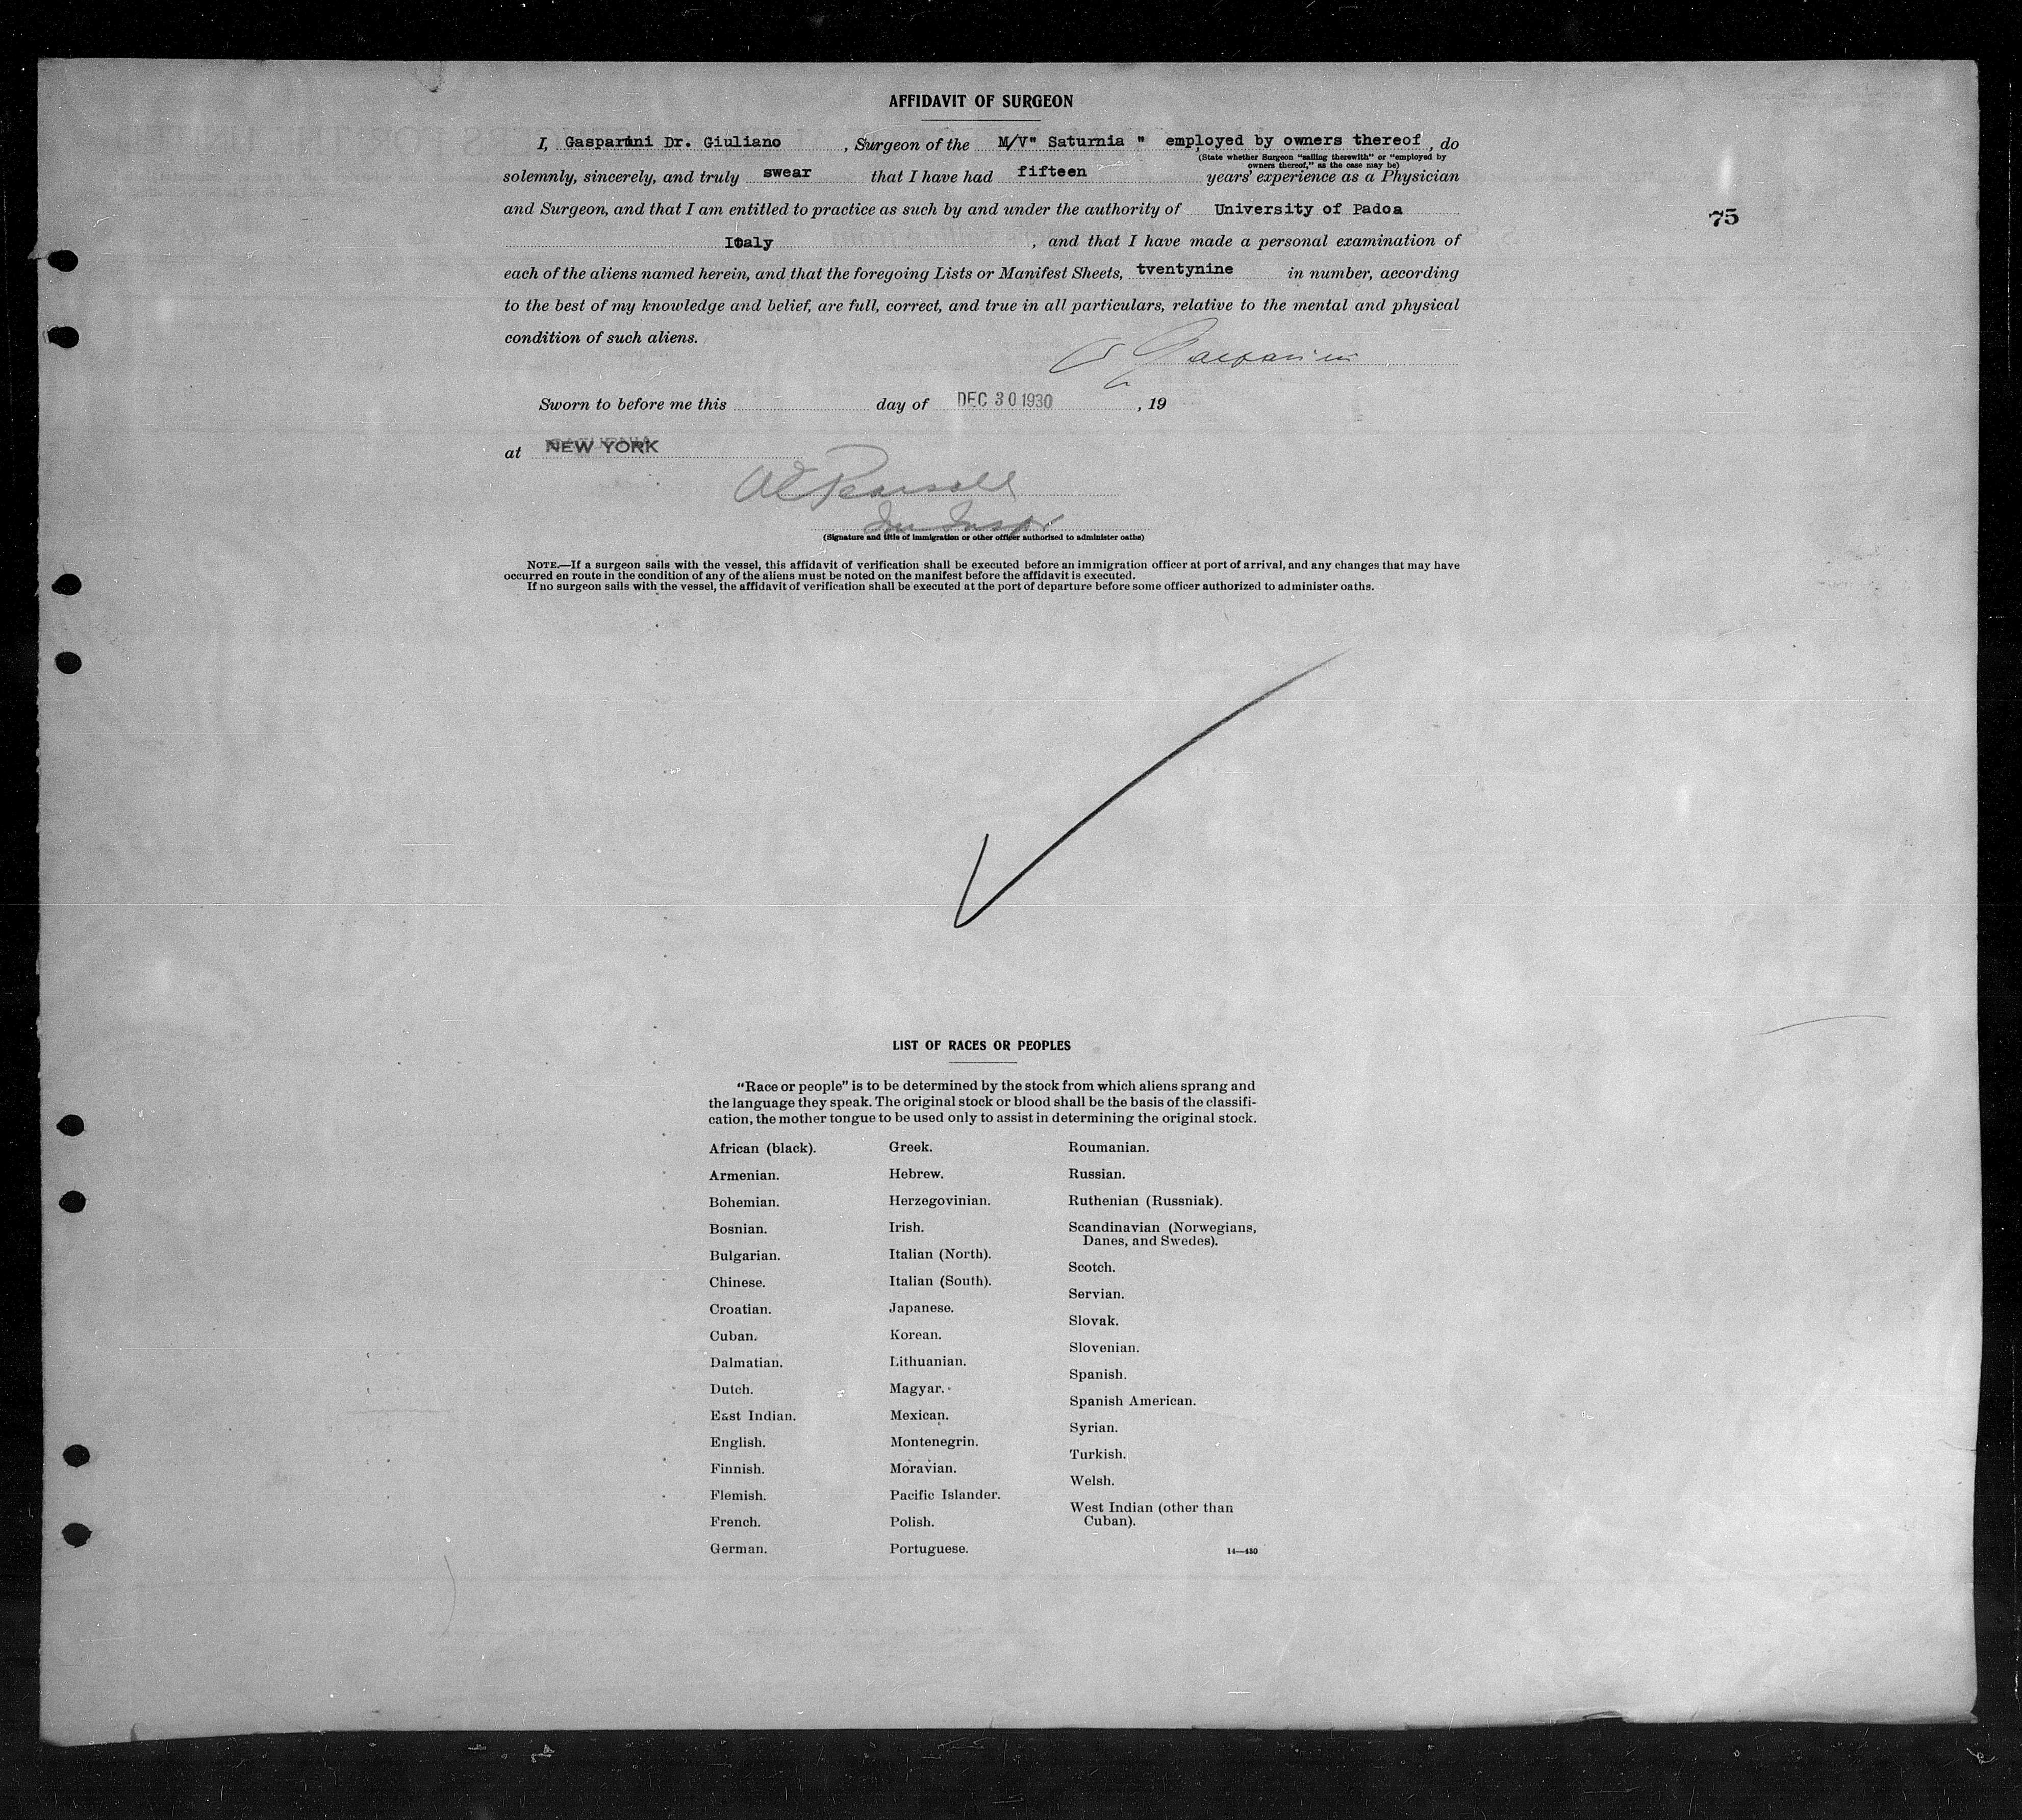 AFFIDAVIT OF SURGEON
I, Gasparini Dr. Giuliano , Surgeon of the M/V" Saturnia " employed by owners thereof , do
(State whether Surgeon "sailing therewith" or "employed by
owners thereof," as the case may be)
solemnly, sincerely, and truly swear that I have had fifteen years' experience as a Physician
and Surgeon, and that I am entitled to practice as such by and under the authority of University of Padoa
75
Italy , and that I have made a personal examination of
each of the aliens named herein, and that the foregoing Lists or Manifest Sheets, tventynine in number, according
to the best of my knowledge and belief, are full, correct, and true in all particulars, relative to the mental and physical
condition of such aliens.
Gasparini
Sworn to before me this day of DEC 30 1930 , 19
at NEW YORK
Pearsall
Im Inspr
(Signature and title of immigration or other officer authorized to administer oaths)
NOTE.—If a surgeon sails with the vessel, this affidavit of verification shall be executed before an immigration officer at port of arrival, and any changes that may have
occurred en route in the condition of any of the aliens must be noted on the manifest before the affidavit is executed.
If no surgeon sails with the vessel, the affidavit of verification shall be executed at the port of departure before some officer authorized to administer oaths.
LIST OF RACES OR PEOPLES
"Race or people" is to be determined by the stock from which aliens sprang and
the language they speak. The original stock or blood shall be the basis of the classifi-
cation, the mother tongue to be used only to assist in determining the original stock.
African (black).
Armenian.
Bohemian.
Bosnian.
Bulgarian.
Chinese.
Croatian.
Cuban.
Dalmatian.
Dutch.
East Indian.
English.
Finnish.
Flemish.
French.
German.
Greek.
Hebrew.
Herzegovinian.
Irish.
Italian (North).
Italian (South).
Japanese.
Korean.
Lithuanian.
Magyar.
Mexican.
Montenegrin.
Moravian.
Pacific Islander.
Polish.
Portuguese.
Roumanian.
Russian.
Ruthenian (Russniak).
Scandinavian (Norwegians,
Danes, and Swedes).
Scotch.
Servian.
Slovak.
Slovenian.
Spanish.
Spanish American.
Syrian.
Turkish.
Welsh.
West Indian (other than
Cuban).
14—480